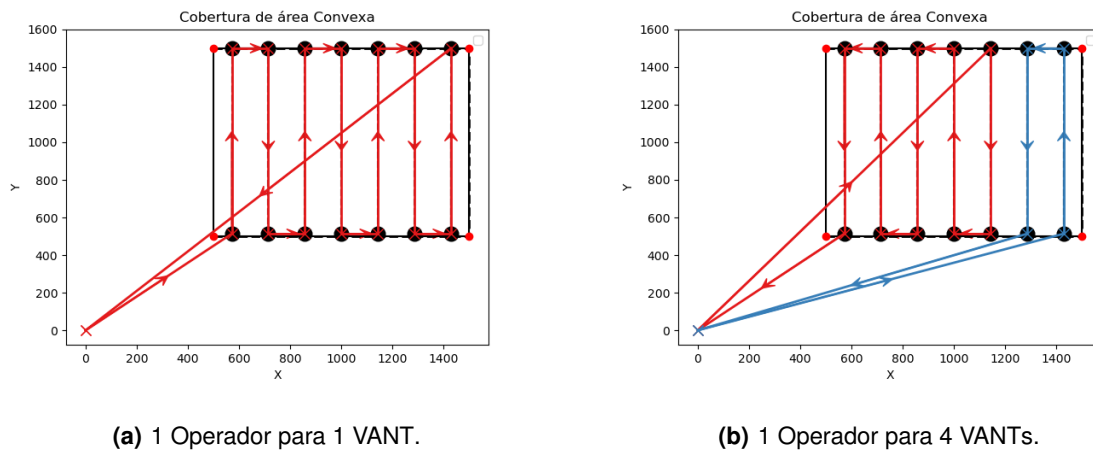 Cobertura de área Convexa
1600
1400
1200
1000
800
600
400
200
0
Y
0 200 400 600 800 1000 1200 1400
X
(a) 1 Operador para 1 VANT.
Cobertura de área Convexa
1600
1400
1200
1000
800
600
400
200
0
Y
0 200 400 600 800 1000 1200 1400
X
(b) 1 Operador para 4 VANTs.